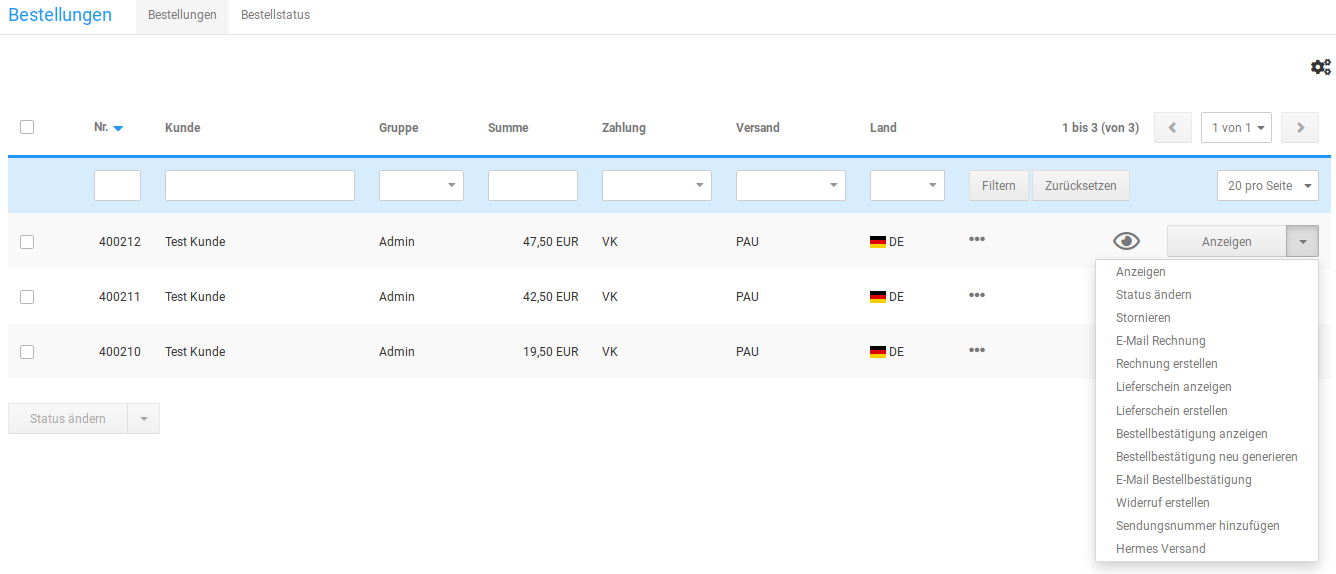 Bestellungen Bestellungen Bestellstatus
Nr. Kunde Gruppe Summe Zahlung Versand Land 1 bis 3 (von 3) 1 von 1
Filtern Zurücksetzen 20 pro Seite
400212 Test Kunde Admin 47,50 EUR VK PAU DE Anzeigen
Anzeigen
Status ändern
400211 Test Kunde Admin 42,50 EUR VK PAU DE
Stornieren
E-Mail Rechnung
400210 Test Kunde Admin 19,50 EUR VK PAU DE
Rechnung erstellen
Lieferschein anzeigen
Lieferschein erstellen
Status ändern
Bestellbestätigung anzeigen
Bestellbestätigung neu generieren
E-Mail Bestellbestätigung
Widerruf erstellen
Sendungsnummer hinzufügen
Hermes Versand